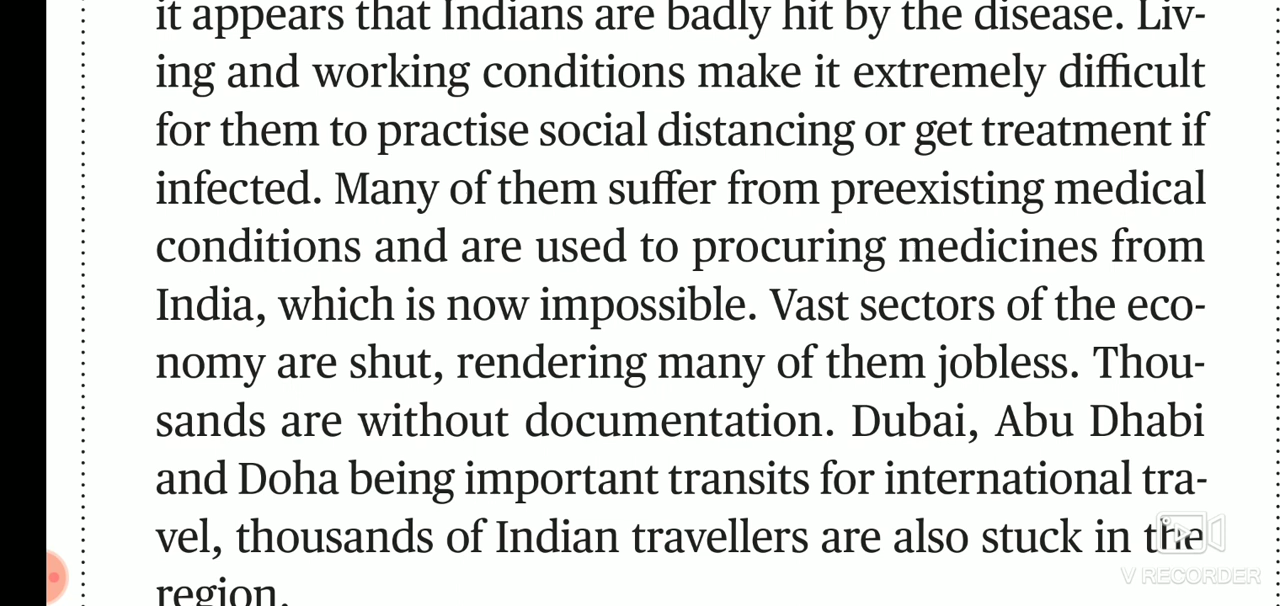 it appears that Indians are badly hit by the disease. Liv-
ing and working conditions make it extremely difficult
for them to practise social distancing or get treatment if
infected. Many of them suffer from preexisting medical
conditions and are used to procuring medicines from
India, which is now impossible. Vast sectors of the eco-
nomy are shut, rendering many of them jobless. Thou-
sands are without documentation. Dubai, Abu Dhabi
and Doha being important transits for international tra-
vel, thousands of Indian travellers are also stuck in the
region.
V RECORDER